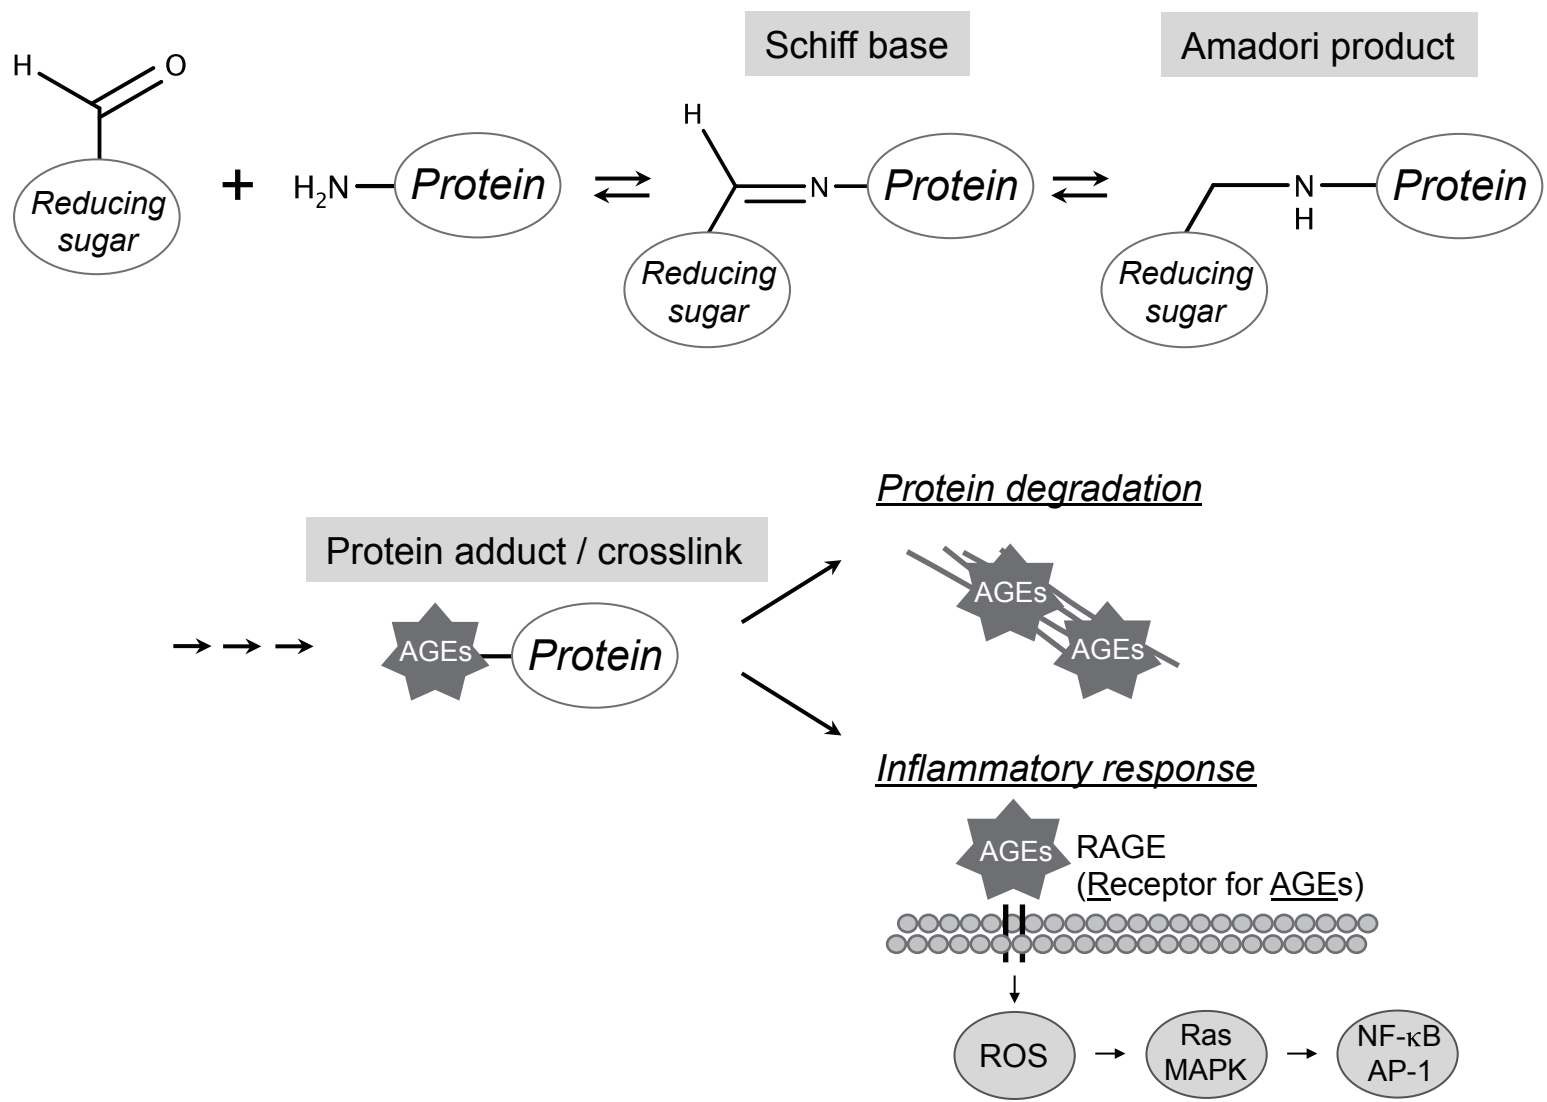 Schiff base
Amadori product
H
O
Reducing
sugar
+
H2N
Protein
H
N
Protein
Reducing
sugar
N
H
Protein
Reducing
sugar
Protein degradation
Protein adduct / crosslink
AGEs
Protein
AGEs
AGEs
Inflammatory response
AGEs
RAGE
(Receptor for AGEs)
ROS
Ras
MAPK
NF-κB
AP-1